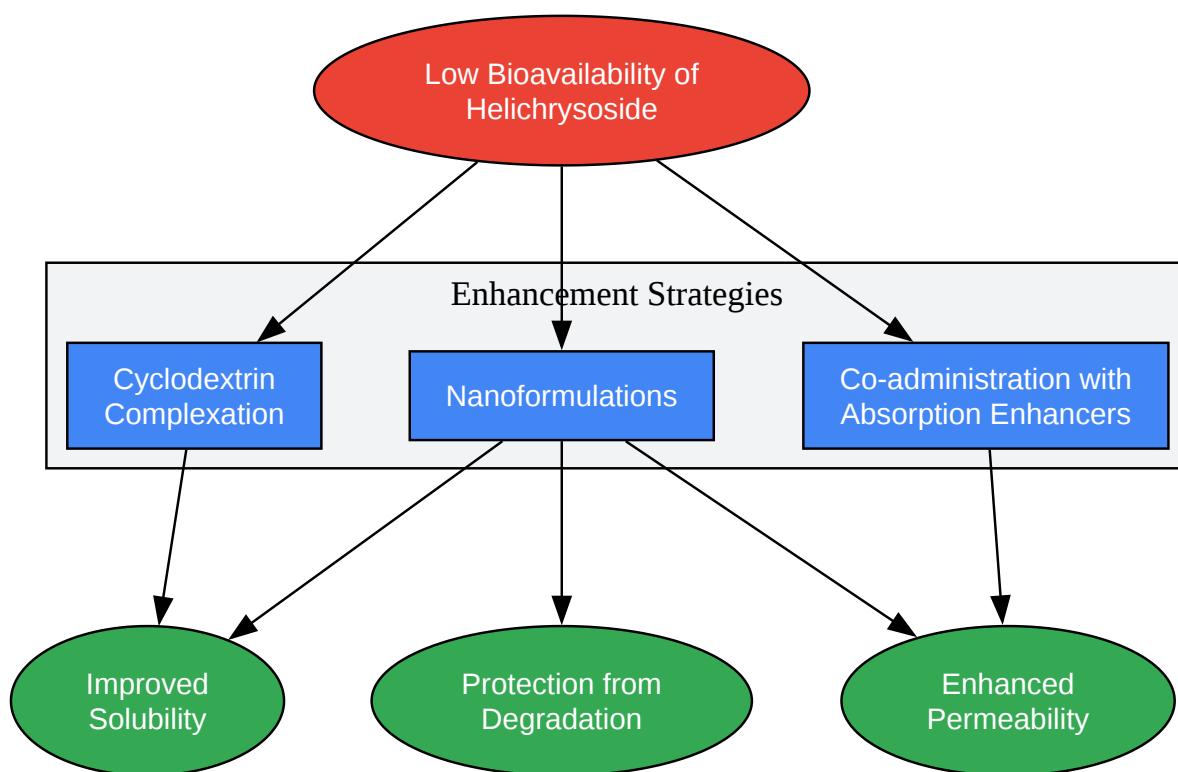 Low Bioavailability of
Helichrysoside
Enhancement Strategies
Cyclodextrin
Complexation
Nanoformulations
Co-administration with
Absorption Enhancers
Improved
Solubility
Protection from
Degradation
Enhanced
Permeability